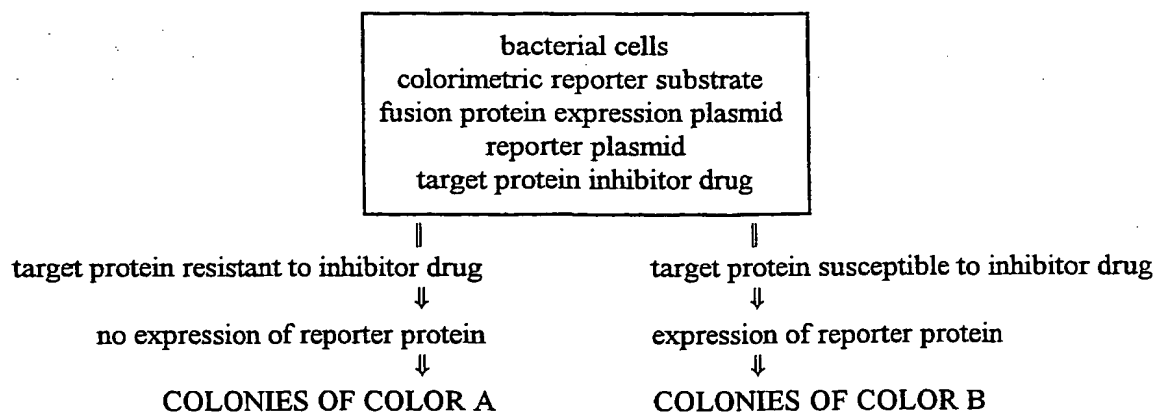 bacterial cells
colorimetric reporter substrate
fusion protein expression plasmid
reporter plasmid
target protein inhibitor drug
target protein resistant to inhibitor drug
no expression of reporter protein
COLONIES OF COLOR A
target protein susceptible to inhibitor drug
expression of reporter protein
COLONIES OF COLOR B